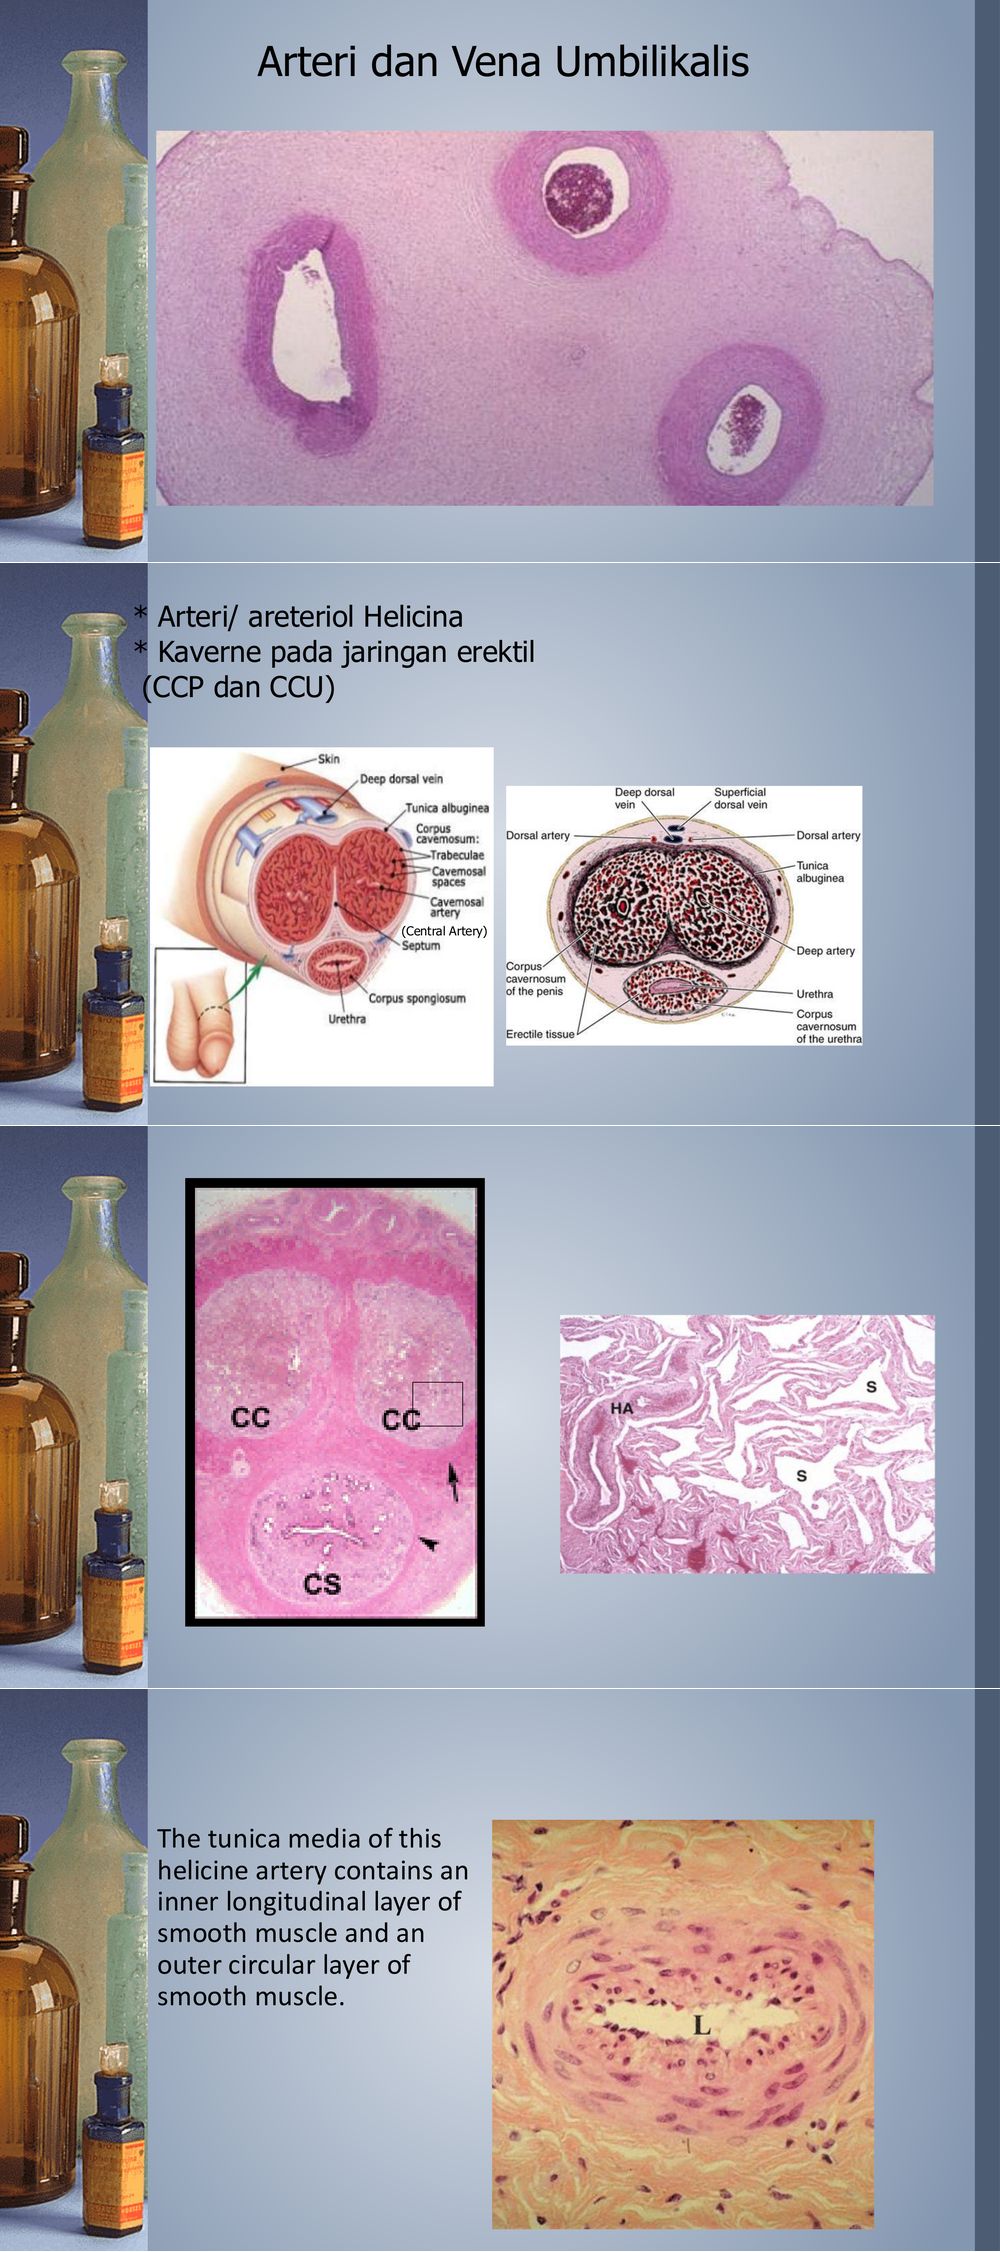 Arteri dan Vena Umbilikalis
* Arteri/ areteriol Helicina
* Kaverne pada jaringan erektil
(CCP dan CCU)
Skin
Deep dorsal vein
Tunica albuginea
Corpus
cavernosum:
Trabeculae
Cavernosal
spaces
Cavernosal
artery
(Central Artery)
Septum
Corpus spongiosum
Urethra
Deep dorsal
vein
Superficial
dorsal vein
Dorsal artery
Dorsal artery
Tunica
albuginea
Deep artery
Corpus
cavernosum
of the penis
Urethra
Corpus
cavernosum
of the urethra
Erectile tissue
CC
CC
CS
HA
S
S
The tunica media of this
helicine artery contains an
inner longitudinal layer of
smooth muscle and an
outer circular layer of
smooth muscle.
L